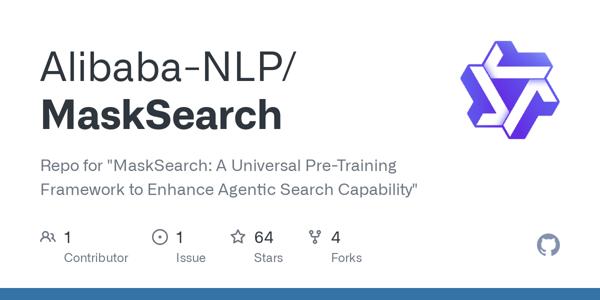 Alibaba-NLP/
MaskSearch
Repo for "MaskSearch: A Universal Pre-Training
Framework to Enhance Agentic Search Capability"
1 1 64 4
Contributor Issue Stars Forks